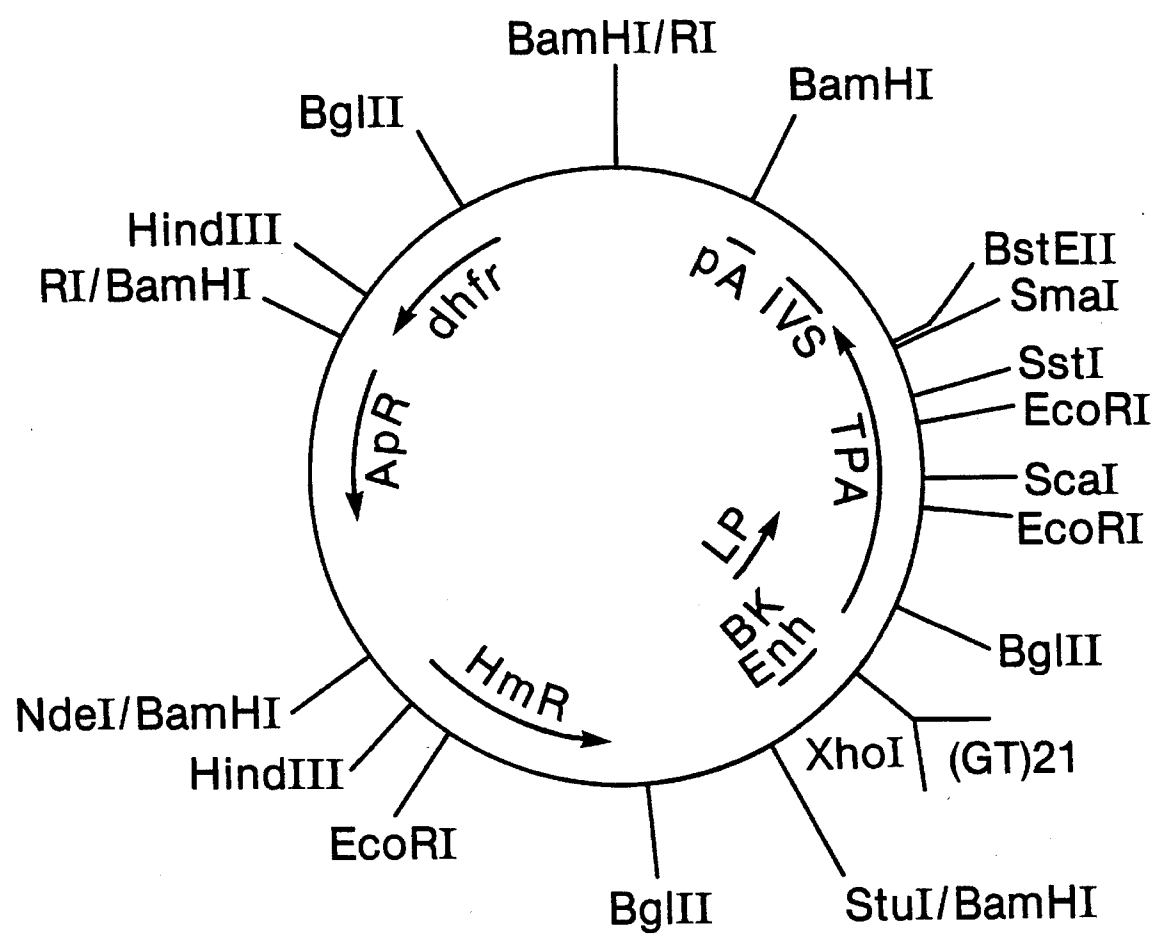 BamHI/RI
BamHI
BglII
HindIII
RI/BamHI
BstEII
SmaI
SstI
EcoRI
ScaI
EcoRI
BglII
XhoI
(GT)21
StuI/BamHI
BglII
EcoRI
HindIII
NdeI/BamHI
dhfr
pA
IVS
ApR
TPA
LP
BK
Enh
HmR